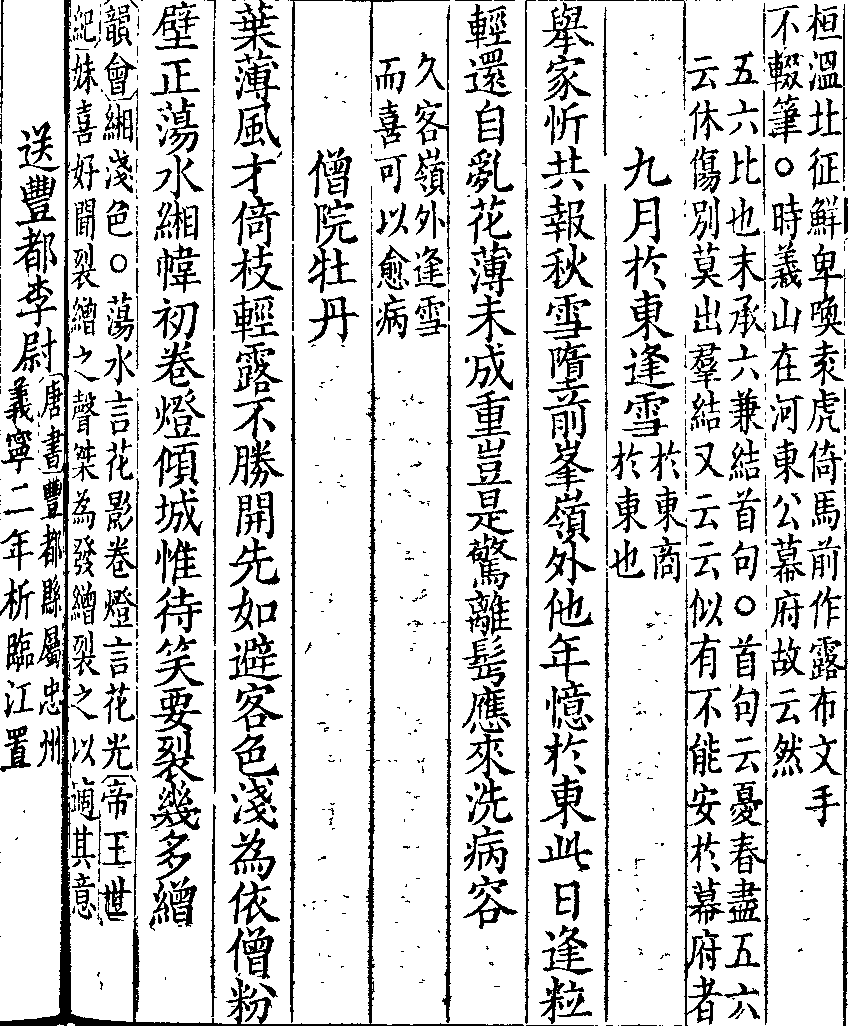 桓溫北征鮮卑喚袁虎倚馬前作露布文手
不輟筆○時義山在河東公幕府故云然
五六比也末承六兼結首句○首句云憂春盡五六
云休傷別莫出羣結又云云似有不能安於幕府者
九月於東逢雪於東商
於東也
舉家忻共報秋雪墮前峯嶺外他年憶於東此日逢粒
輕還自亂花薄未成重豈是驚離鬢應來洗病容
久客嶺外逢雪
而喜可以愈病
僧院牡丹
葉薄風才倚枝輕露不勝開先如避客色淺為依僧粉
壁正蕩水緗幃初卷燈傾城惟待笑要裂幾多繒
韻會緗淺色○蕩水言花影卷燈言花光帝王世
紀妹喜好聞裂繒之聲桀為發繒裂之以適其意
送豐都李尉唐書豐都縣屬忠州
義寧二年析臨江置